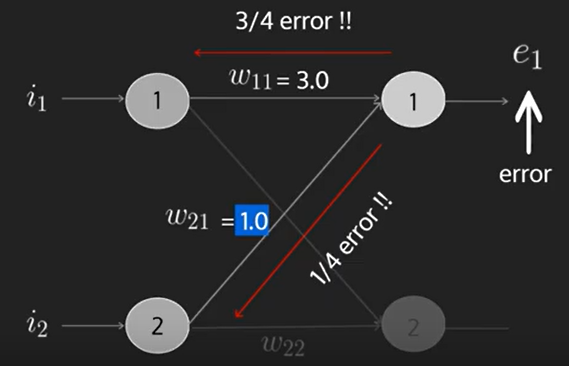 3/4 error !!
e₁
w₁₁ = 3.0
i₁
1
1
error
w₂₁ = 1.0
1/4 error !!
i₂
2
2
w₂₂